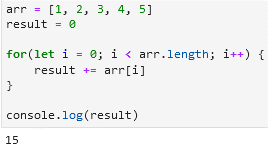 arr = [1, 2, 3, 4, 5]
result = 0

for(let i = 0; i < arr.length; i++) {
    result += arr[i]
}

console.log(result)
15